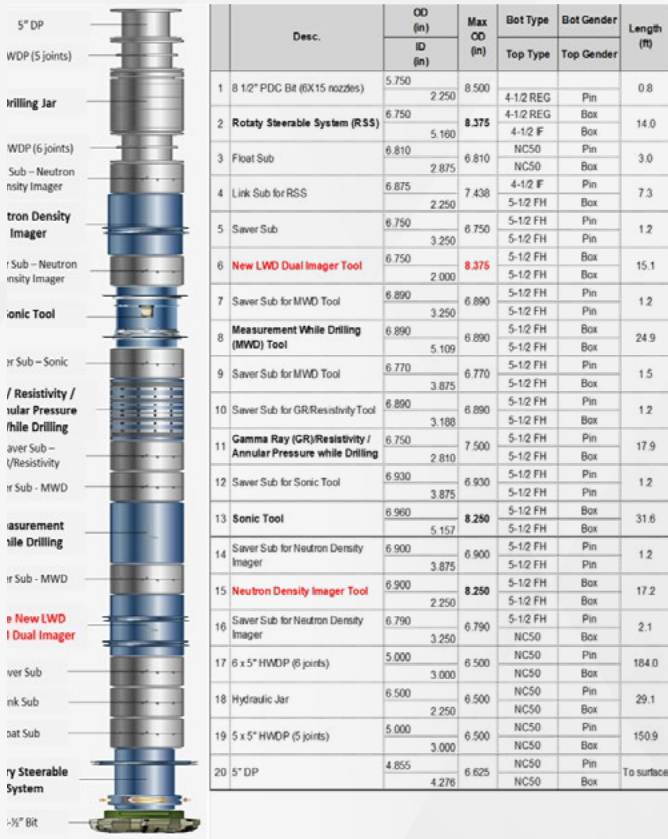 5" DP
WDP (5 joints)
Drilling Jar
WDP (6 joints)
Sub – Neutron
nsity Imager
tron Density
Imager
r Sub – Neutron
ensity Imager
onic Tool
er Sub – Sonic
/ Resistivity /
nular Pressure
While Drilling
Saver Sub –
t/Resistivity
er Sub - MWD
easurement
hile Drilling
er Sub - MWD
e New LWD
d Dual Imager
ver Sub
nk Sub
oat Sub
ry Steerable
System
-½" Bit
Desc. OD (in) ID (in) Max OD (in) Bot Type Top Type Bot Gender Top Gender Length (ft)
1 8 1/2" PDC Bit (6X15 nozzles) 5.750 2.250 8.500 4-1/2 REG Pin 0.8
2 Rotaty Steerable System (RSS) 6.750 5.160 8.375 4-1/2 REG Box 4-1/2 IF Box 14.0
3 Float Sub 6.810 2.875 6.810 NC50 Pin NC50 Box 3.0
4 Link Sub for RSS 6.875 2.250 7.438 4-1/2 IF Pin 5-1/2 FH Box 7.3
5 Saver Sub 6.750 3.250 6.750 5-1/2 FH Pin 5-1/2 FH Pin 1.2
6 New LWD Dual Imager Tool 6.750 2.000 8.375 5-1/2 FH Box 5-1/2 FH Box 15.1
7 Saver Sub for MWD Tool 6.890 3.250 6.890 5-1/2 FH Pin 5-1/2 FH Pin 1.2
8 Measurement While Drilling (MWD) Tool 6.890 5.109 6.890 5-1/2 FH Box 5-1/2 FH Box 24.9
9 Saver Sub for MWD Tool 6.770 3.875 6.770 5-1/2 FH Pin 5-1/2 FH Box 1.5
10 Saver Sub for GR/Resistivity Tool 6.890 3.188 6.890 5-1/2 FH Pin 5-1/2 FH Box 1.2
11 Gamma Ray (GR)/Resistivity / Annular Pressure while Drilling 6.750 2.810 7.500 5-1/2 FH Pin 5-1/2 FH Box 17.9
12 Saver Sub for Sonic Tool 6.930 3.875 6.930 5-1/2 FH Pin 5-1/2 FH Pin 1.2
13 Sonic Tool 6.960 5.157 8.250 5-1/2 FH Box 5-1/2 FH Box 31.6
14 Saver Sub for Neutron Density Imager 6.900 3.875 6.900 5-1/2 FH Pin 5-1/2 FH Pin 1.2
15 Neutron Density Imager Tool 6.900 2.250 8.250 5-1/2 FH Box 5-1/2 FH Box 17.2
16 Saver Sub for Neutron Density Imager 6.790 3.250 6.790 5-1/2 FH Pin NC50 Box 2.1
17 6 x 5" HWDP (6 joints) 5.000 3.000 6.500 NC50 Pin NC50 Box 184.0
18 Hydraulic Jar 6.500 2.250 6.500 NC50 Pin NC50 Box 29.1
19 5 x 5" HWDP (5 joints) 5.000 3.000 6.500 NC50 Pin NC50 Box 150.9
20 5" DP 4.855 4.276 6.625 NC50 Pin NC50 Box To surface